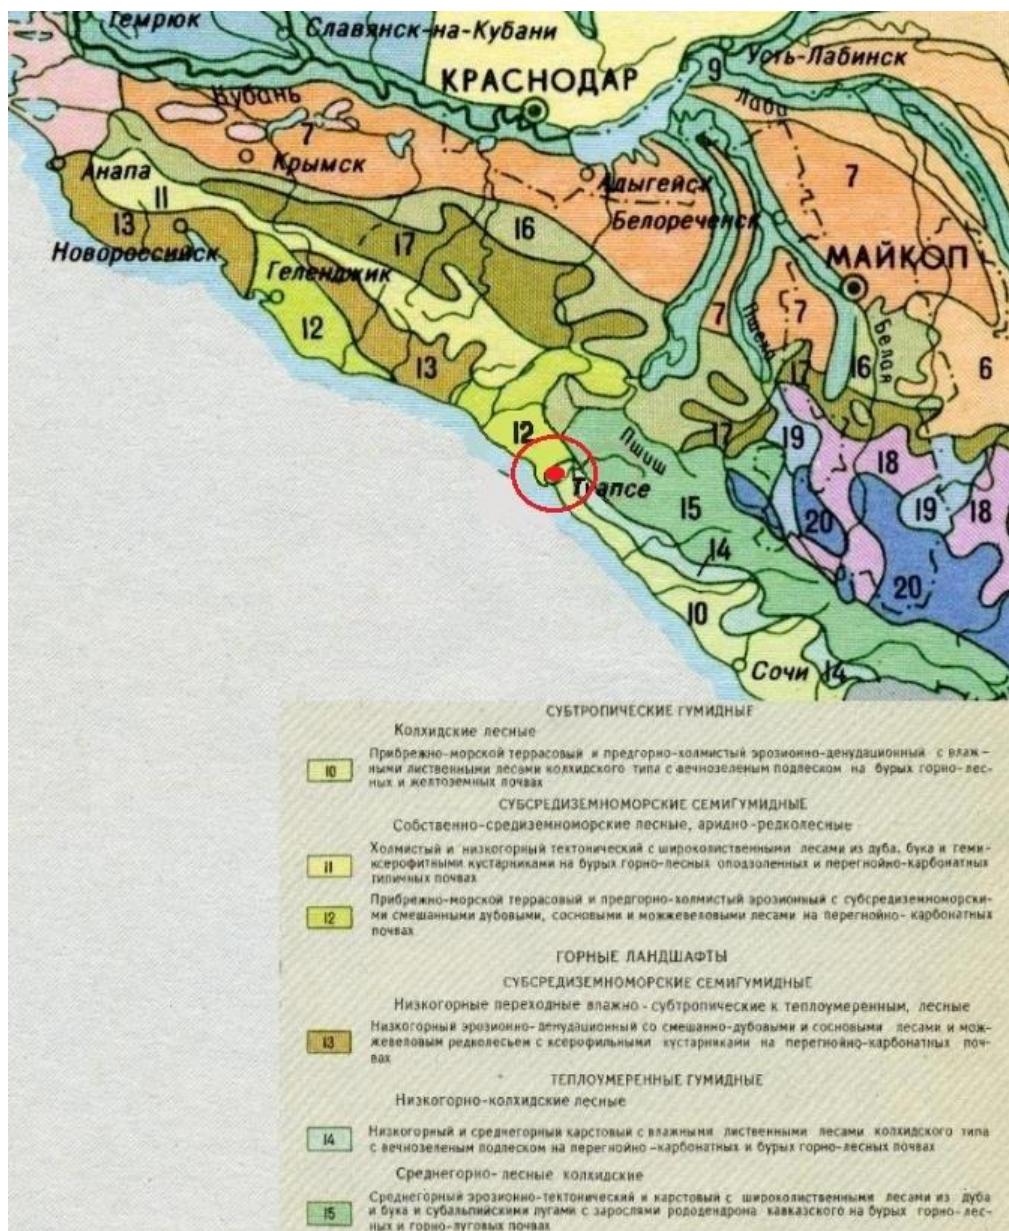 Темрюк
Славянск-на-Кубани
Усть-Лабинск
КРАСНОДАР
9
Лаба
Кубань
7
Крымск
Анапа
Адыгейск
7
11
Белореченск
13
16
17
Новороссийск
МАЙКОП
Геленджик
12
7
Пшеха
7
Белая
13
17
16
6
12
17
19
18
Пшиш
Туапсе
15
20
19
18
14
20
10
Сочи
14
СУБТРОПИЧЕСКИЕ ГУМИДНЫЕ
Колхидские лесные
10
Прибрежно-морской террасовый и предгорно-холмистый эрозионно-денудационный с влаж-
ными лиственными лесами колхидского типа с вечнозеленым подлеском на бурых горно-лес-
ных и желтоземных почвах
СУБСРЕДИЗЕМНОМОРСКИЕ СЕМИГУМИДНЫЕ
Собственно-средиземноморские лесные, аридно-редколесные
11
Холмистый и низкогорный тектонический с широколиственными лесами из дуба, бука и геми-
ксерофитными кустарниками на бурых горно-лесных оподзоленных и перегнойно-карбонатных
типичных почвах
12
Прибрежно-морской террасовый и предгорно-холмистый эрозионный с субсредиземноморски-
ми смешанными дубовыми, сосновыми и можжевеловыми лесами на перегнойно-карбонатных
почвах
ГОРНЫЕ ЛАНДШАФТЫ
СУБСРЕДИЗЕМНОМОРСКИЕ СЕМИГУМИДНЫЕ
Низкогорные переходные влажно-субтропические к теплоумеренным, лесные
13
Низкогорный эрозионно-денудационный со смешанно-дубовыми и сосновыми лесами и мож-
жевеловым редколесьем с ксерофильными кустарниками на перегнойно-карбонатных поч-
вах
ТЕПЛОУМЕРЕННЫЕ ГУМИДНЫЕ
Низкогорно-колхидские лесные
14
Низкогорный и среднегорный карстовый с влажными лиственными лесами колхидского типа
с вечнозеленым подлеском на перегнойно-карбонатных и бурых горно-лесных почвах
Среднегорно-лесные колхидские
15
Среднегорный эрозионно-тектонический и карстовый с широколиственными лесами из дуба
и бука и субальпийскими лугами с зарослями рододендрона кавказского на бурых горно-лес-
ных и горно-луговых почвах